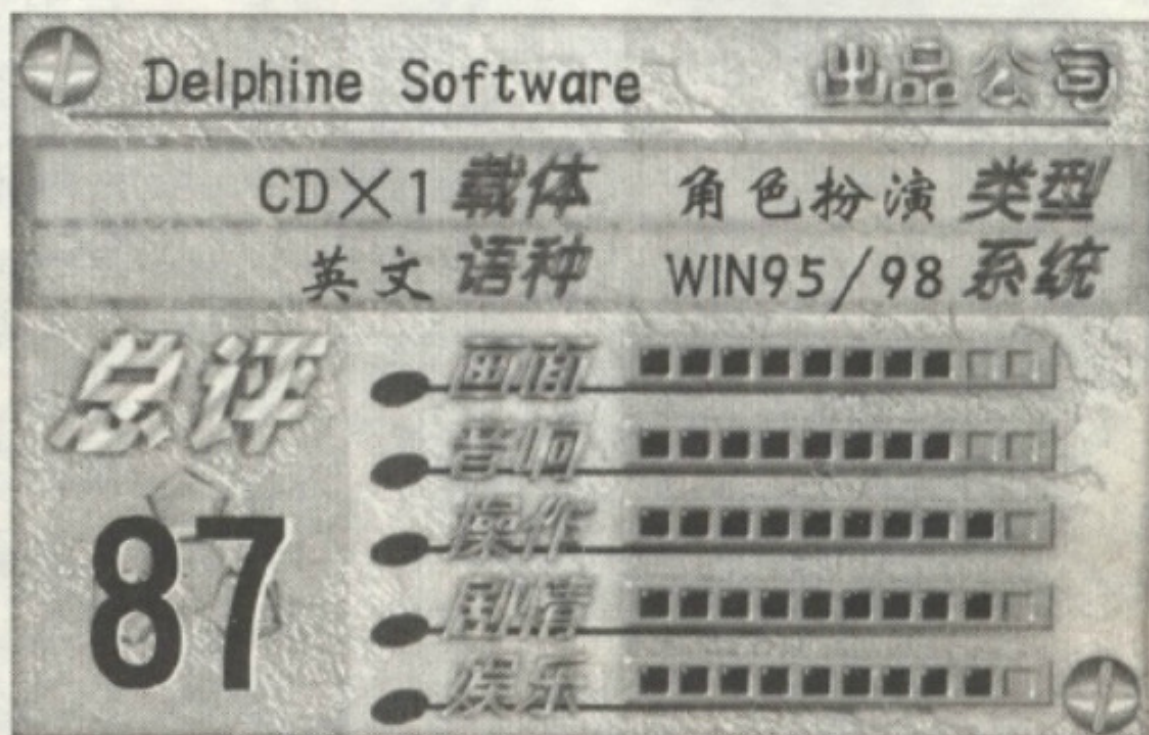 Delphine Software 出品公司
CD×1 载体 角色扮演 类型
英文 语种 WIN95/98 系统
总评
画面
音响
操作
87
剧情
娱乐